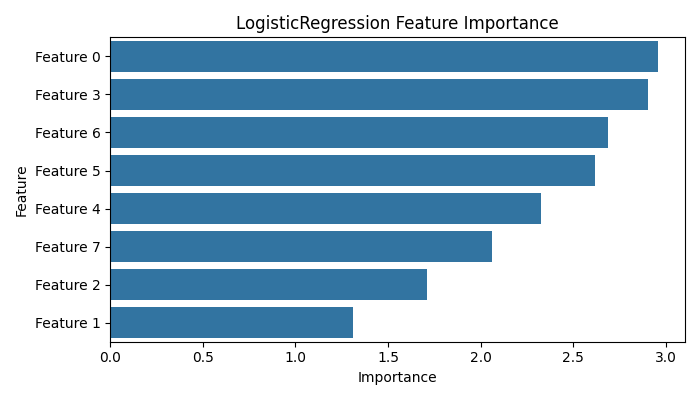 LogisticRegression Feature Importance
Feature 0
Feature 3
Feature 6
Feature 5
Feature 4
Feature 7
Feature 2
Feature 1
Feature
0.0 0.5 1.0 1.5 2.0 2.5 3.0
Importance